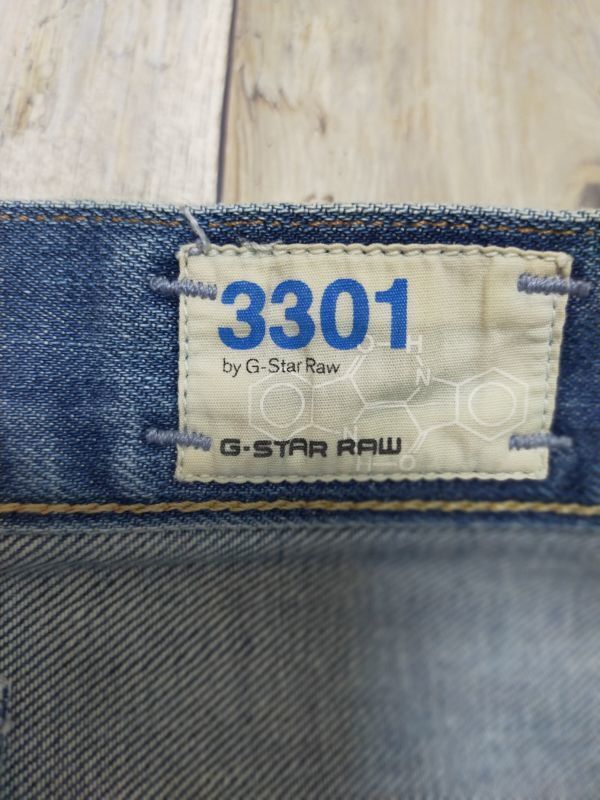 3301
by G-Star Raw
O H
N
G-STAR RAW
N
H O